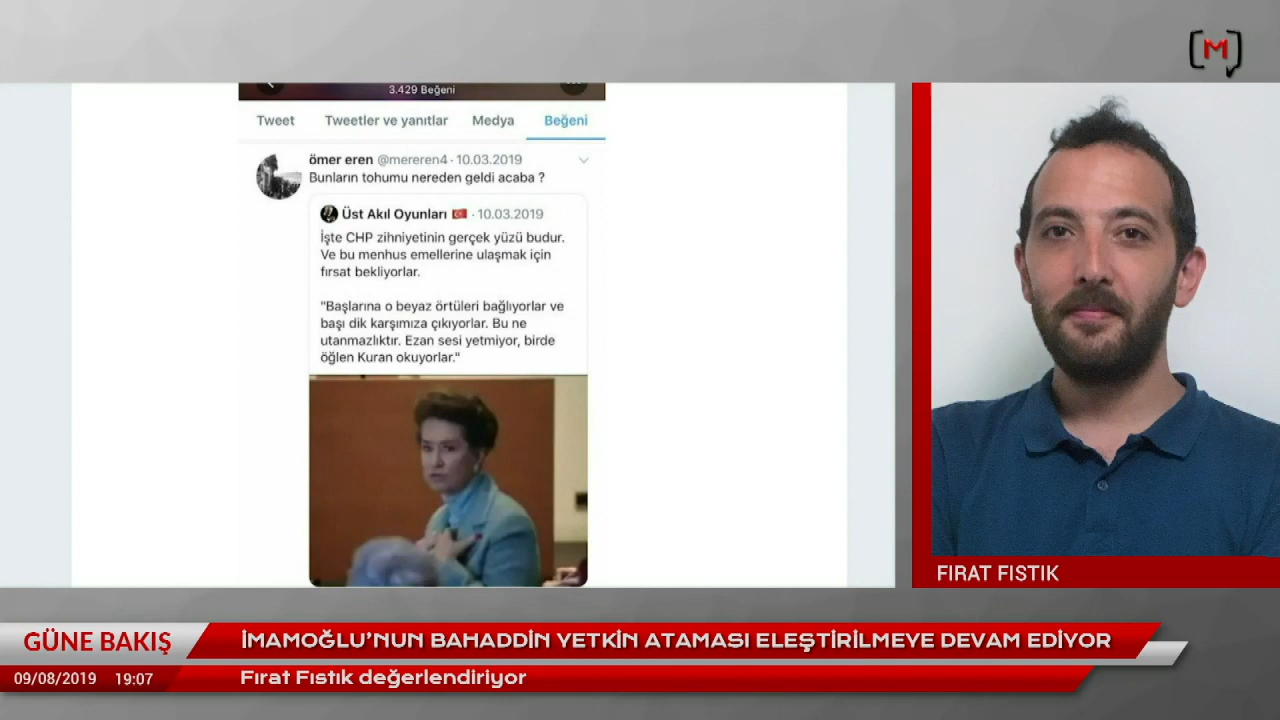 M
3.429 Beğeni
Tweet Tweetler ve yanıtlar Medya Beğeni
ömer eren @mereren4 · 10.03.2019
Bunların tohumu nereden geldi acaba ?
Üst Akıl Oyunları 🇹🇷 · 10.03.2019
İşte CHP zihniyetinin gerçek yüzü budur.
Ve bu menhus emellerine ulaşmak için
fırsat bekliyorlar.
"Başlarına o beyaz örtüleri bağlıyorlar ve
başı dik karşımıza çıkıyorlar. Bu ne
utanmazlıktır. Ezan sesi yetmiyor, birde
öğlen Kuran okuyorlar."
FIRAT FISTIK
GÜNE BAKIŞ
İMAMOĞLU'NUN BAHADDİN YETKİN ATAMASI ELEŞTİRİLMEYE DEVAM EDİYOR
09/08/2019 19:07
Fırat Fıstık değerlendiriyor